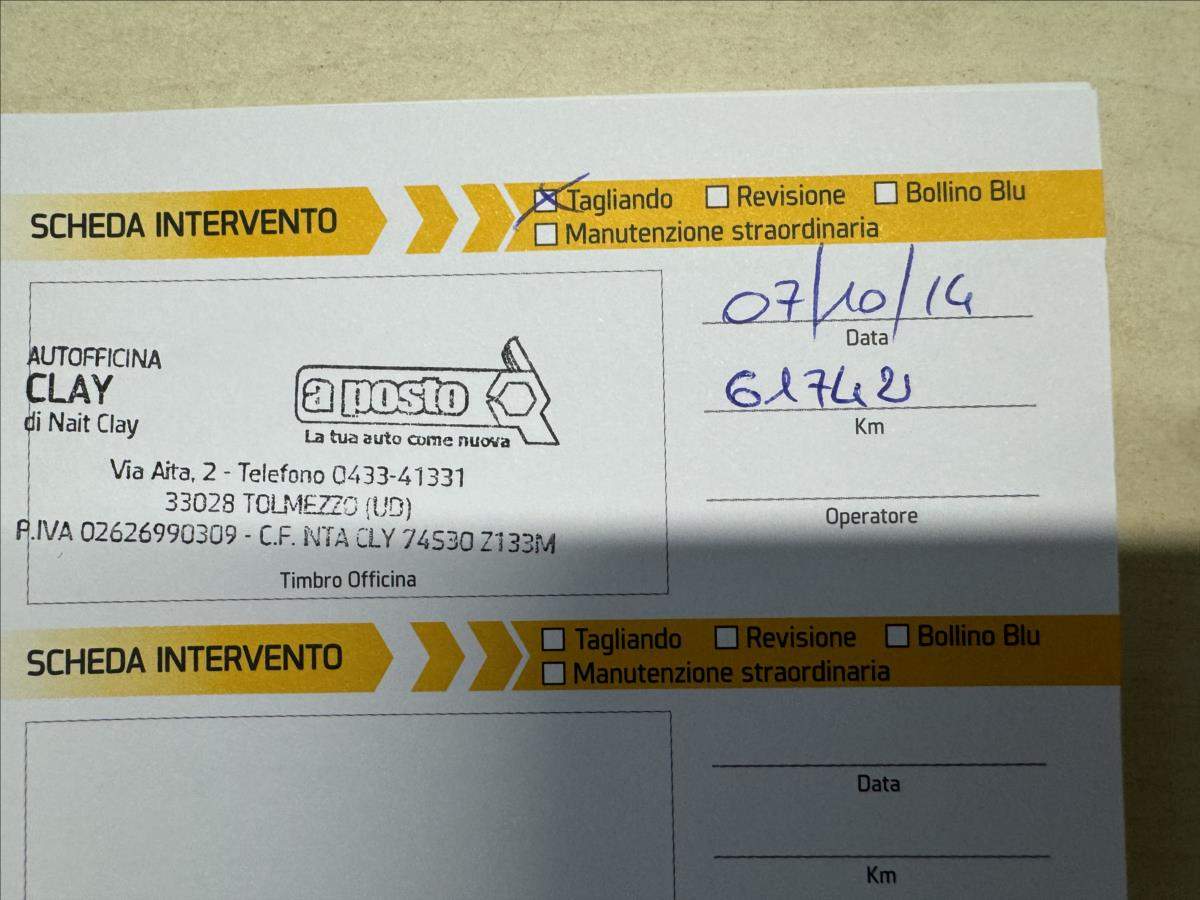 SCHEDA INTERVENTO
Tagliando Revisione Bollino Blu
Manutenzione straordinaria
07/10/14
Data
61742
Km
Operatore
AUTOFFICINA
CLAY
di Nait Clay
a posto
La tua auto come nuova
Via Aita, 2 - Telefono 0433-41331
33028 TOLMEZZO (UD)
P.IVA 02626990309 - C.F. NTA CLY 74S30 Z133M
Timbro Officina
SCHEDA INTERVENTO
Tagliando Revisione Bollino Blu
Manutenzione straordinaria
Data
Km